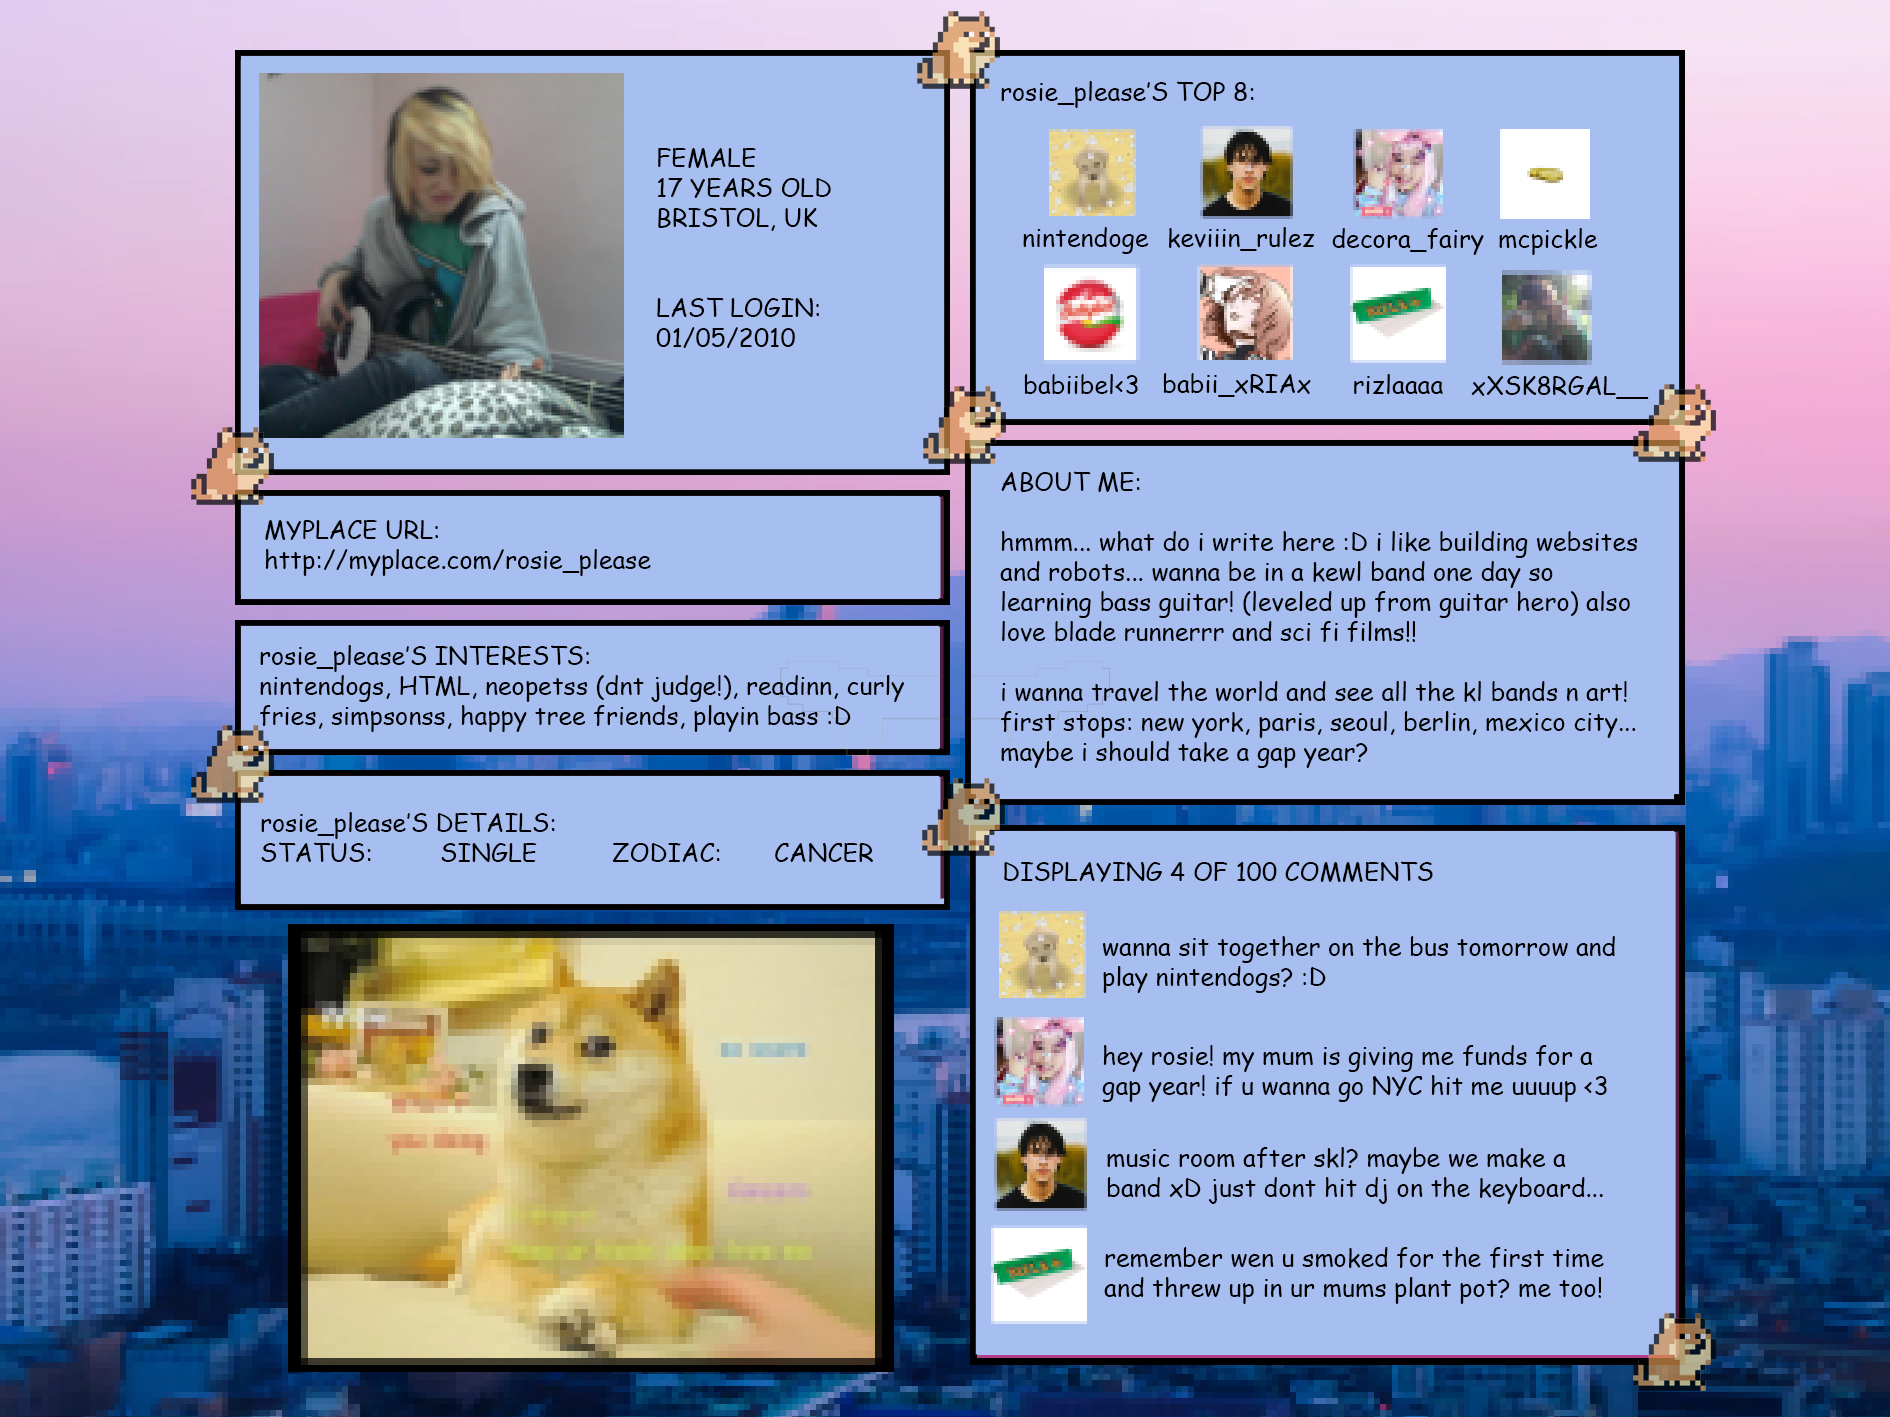 FEMALE
17 YEARS OLD
BRISTOL, UK
LAST LOGIN:
01/05/2010
MYPLACE URL:
http://myplace.com/rosie_please
rosie_please'S INTERESTS:
nintendogs, HTML, neopetss (dnt judge!), readinn, curly
fries, simpsonss, happy tree friends, playin bass :D
rosie_please'S DETAILS:
STATUS: SINGLE ZODIAC: CANCER
rosie_please'S TOP 8:
nintendoge keviiin_rulez decora_fairy mcpickle
babiibel<3 babii_xRIAx rizlaaaa xXSK8RGAL__
ABOUT ME:
hmmm... what do i write here :D i like building websites
and robots... wanna be in a kewl band one day so
learning bass guitar! (leveled up from guitar hero) also
love blade runnerrr and sci fi films!!
i wanna travel the world and see all the kl bands n art!
first stops: new york, paris, seoul, berlin, mexico city...
maybe i should take a gap year?
DISPLAYING 4 OF 100 COMMENTS
wanna sit together on the bus tomorrow and
play nintendogs? :D
hey rosie! my mum is giving me funds for a
gap year! if u wanna go NYC hit me uuuup <3
music room after skl? maybe we make a
band xD just dont hit dj on the keyboard...
remember wen u smoked for the first time
and threw up in ur mums plant pot? me too!